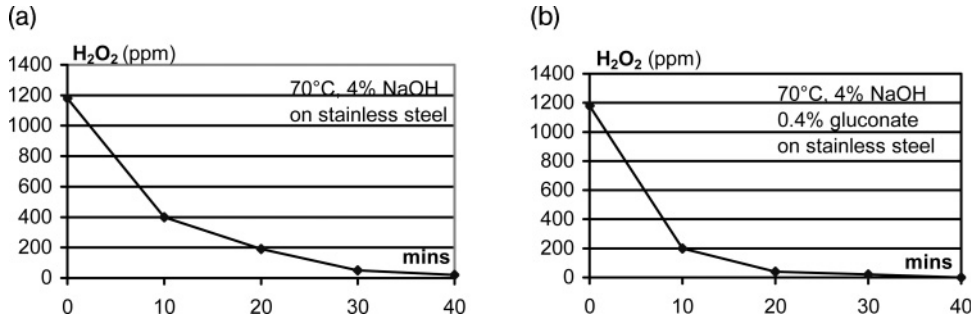 (a)
H₂O₂ (ppm)
1400
1200
1000
800
600
400
200
0
70°C, 4% NaOH
on stainless steel
mins
0 10 20 30 40
(b)
H₂O₂ (ppm)
1400
1200
1000
800
600
400
200
0
70°C, 4% NaOH
0.4% gluconate
on stainless steel
mins
0 10 20 30 40